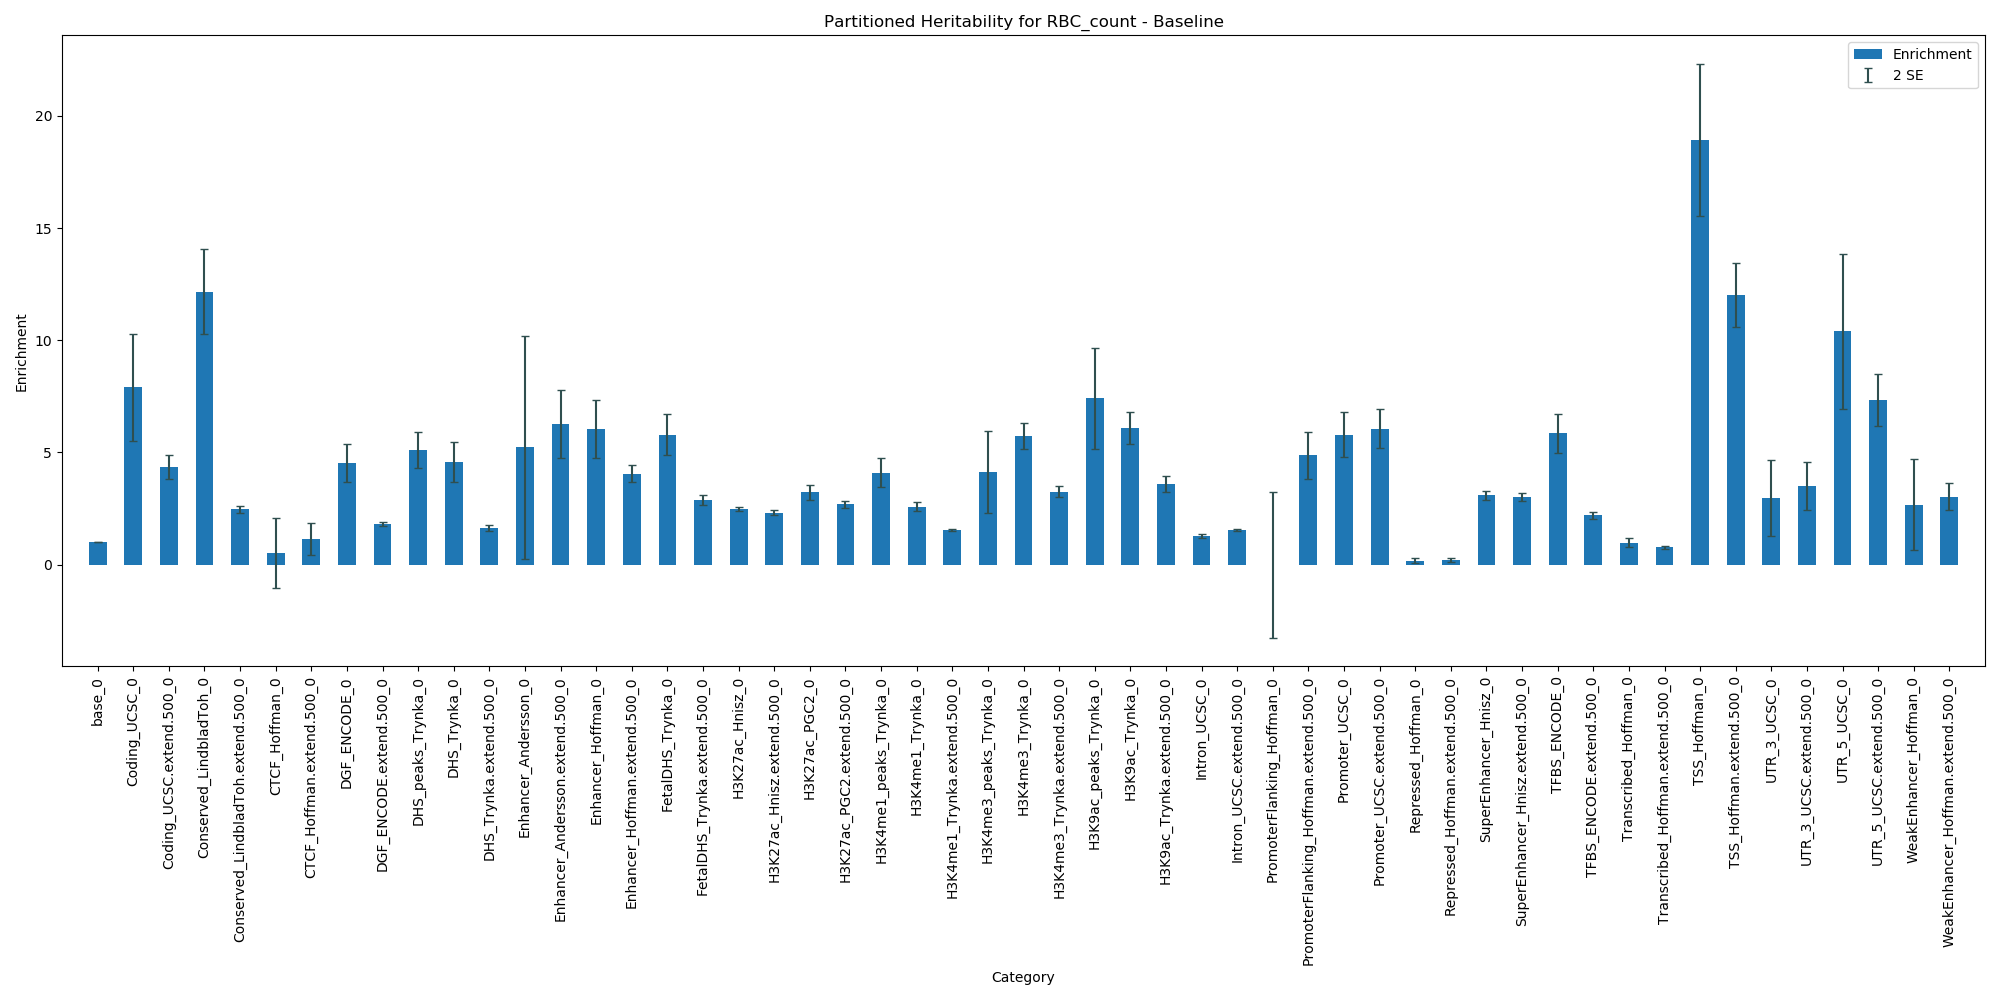 Partitioned Heritability for RBC_count - Baseline
Enrichment
2 SE
Enrichment
20
15
10
5
0
base_0
Coding_UCSC_0
Coding_UCSC.extend.500_0
Conserved_LindbladToh_0
Conserved_LindbladToh.extend.500_0
CTCF_Hoffman_0
CTCF_Hoffman.extend.500_0
DGF_ENCODE_0
DGF_ENCODE.extend.500_0
DHS_peaks_Trynka_0
DHS_Trynka_0
DHS_Trynka.extend.500_0
Enhancer_Andersson_0
Enhancer_Andersson.extend.500_0
Enhancer_Hoffman_0
Enhancer_Hoffman.extend.500_0
FetalDHS_Trynka_0
FetalDHS_Trynka.extend.500_0
H3K27ac_Hnisz_0
H3K27ac_Hnisz.extend.500_0
H3K27ac_PGC2_0
H3K27ac_PGC2.extend.500_0
H3K4me1_peaks_Trynka_0
H3K4me1_Trynka_0
H3K4me1_Trynka.extend.500_0
H3K4me3_peaks_Trynka_0
H3K4me3_Trynka_0
H3K4me3_Trynka.extend.500_0
H3K9ac_peaks_Trynka_0
H3K9ac_Trynka_0
H3K9ac_Trynka.extend.500_0
Intron_UCSC_0
Intron_UCSC.extend.500_0
PromoterFlanking_Hoffman_0
PromoterFlanking_Hoffman.extend.500_0
Promoter_UCSC_0
Promoter_UCSC.extend.500_0
Repressed_Hoffman_0
Repressed_Hoffman.extend.500_0
SuperEnhancer_Hnisz_0
SuperEnhancer_Hnisz.extend.500_0
TFBS_ENCODE_0
TFBS_ENCODE.extend.500_0
Transcribed_Hoffman_0
Transcribed_Hoffman.extend.500_0
TSS_Hoffman_0
TSS_Hoffman.extend.500_0
UTR_3_UCSC_0
UTR_3_UCSC.extend.500_0
UTR_5_UCSC_0
UTR_5_UCSC.extend.500_0
WeakEnhancer_Hoffman_0
WeakEnhancer_Hoffman.extend.500_0
Category